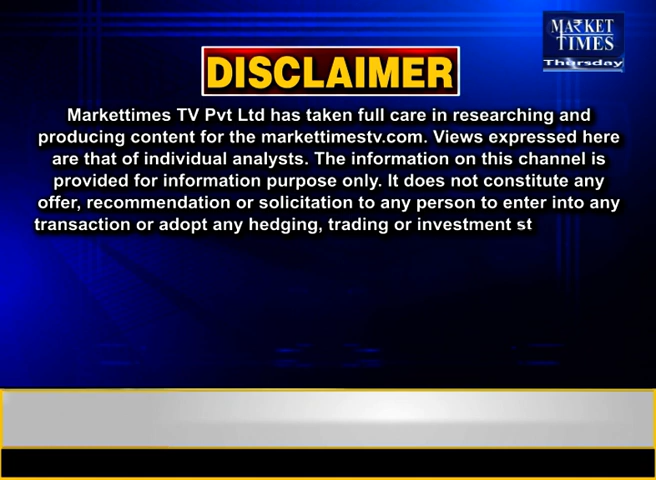 MARKET
TIMES
Thursday
DISCLAIMER
Markettimes TV Pvt Ltd has taken full care in researching and
producing content for the markettimestv.com. Views expressed here
are that of individual analysts. The information on this channel is
provided for information purpose only. It does not constitute any
offer, recommendation or solicitation to any person to enter into any
transaction or adopt any hedging, trading or investment st